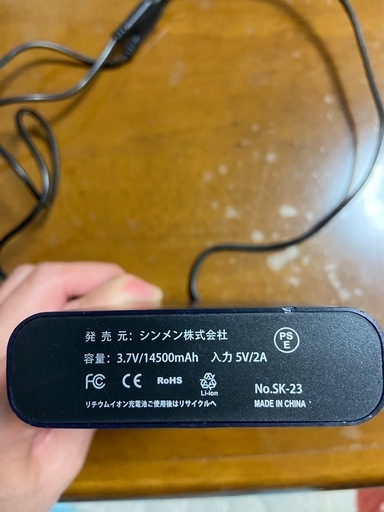 発 売 元：シンメン株式会社
PS
E
容量：3.7V/14500mAh 入力 5V/2A
FC CE RoHS Li-ion No.SK-23
リチウムイオン充電池ご使用後はリサイクルへ MADE IN CHINA